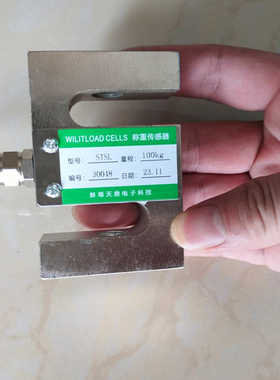 WILITLOAD CELLS 称重传感器
型号: STSL 量程: 100kg
编号: 30048 日期: 23.11
蚌埠天鼎电子科技